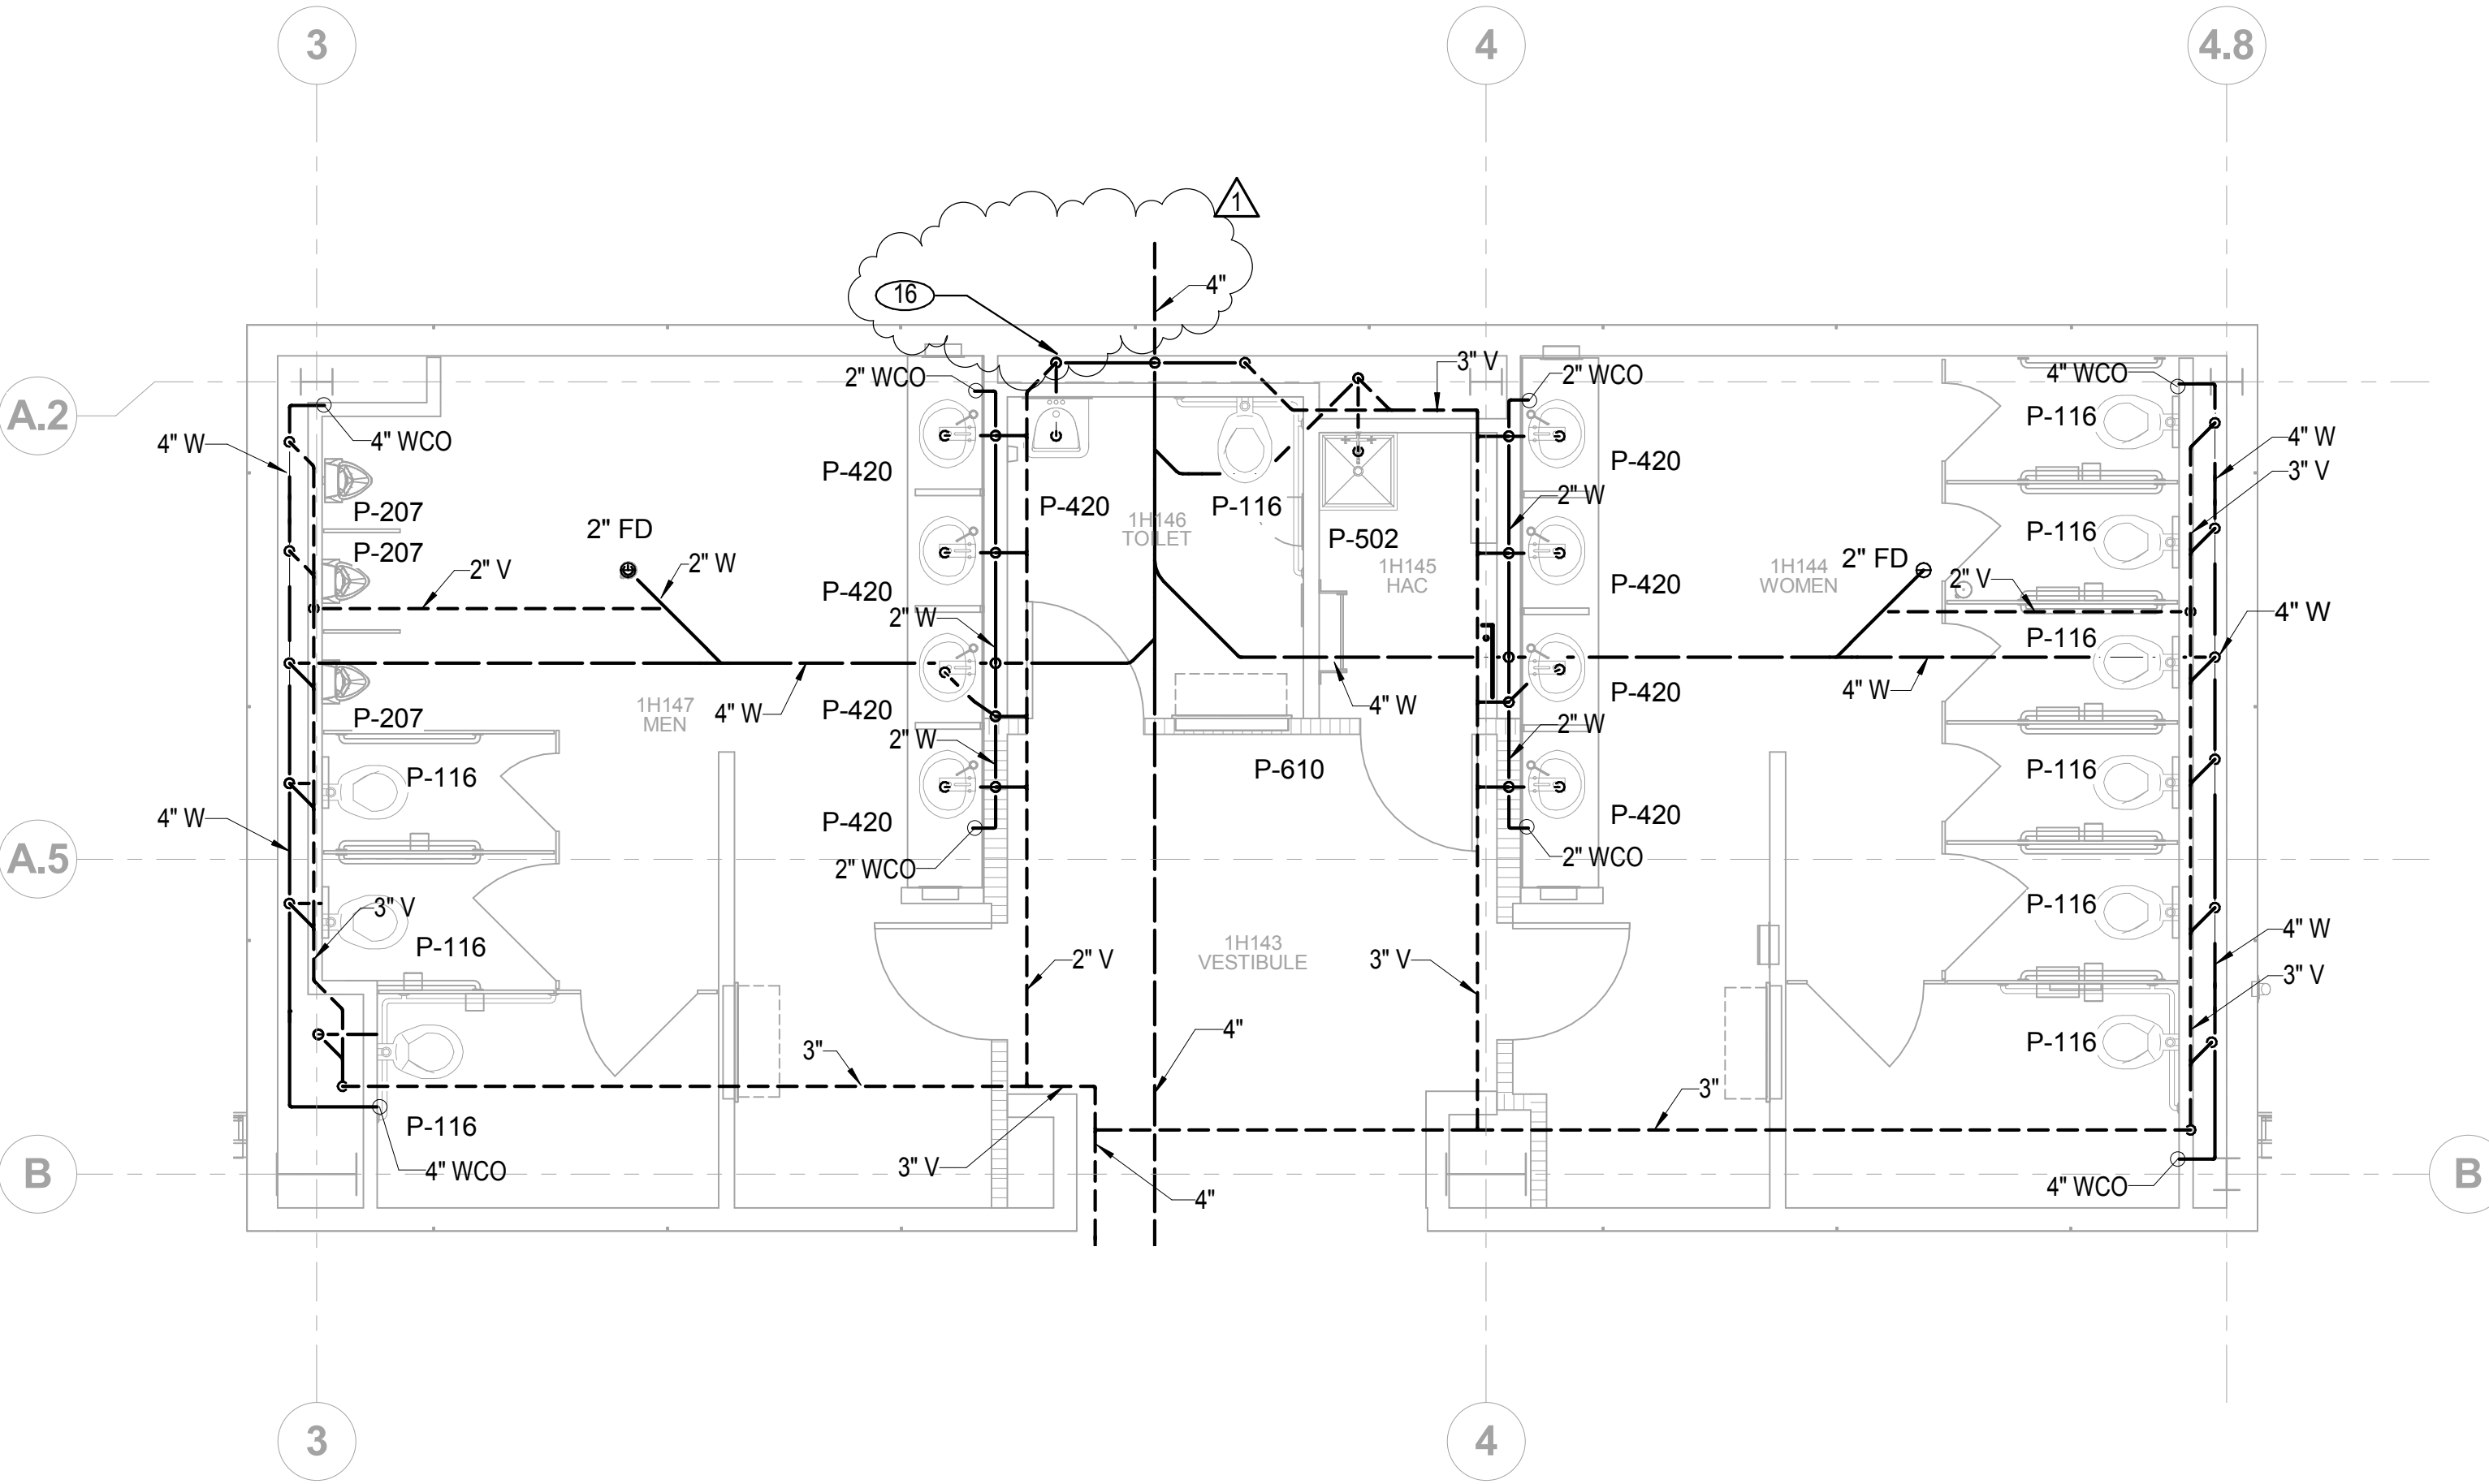 3
4
4.8
1
4"
16
3" V
2" WCO
2" WCO
4" WCO
A.2
4" W
4" WCO
P-116
4" W
P-420
P-420
3" V
P-207
P-420
P-116
2" W
2" FD
1H146
TOILET
P-502
P-116
P-207
2" V
2" W
1H145
HAC
1H144
WOMEN
2" FD
2" V
P-420
P-420
2" W
4" W
P-116
1H147
MEN
4" W
P-420
4" W
P-420
4" W
P-207
2" W
2" W
P-116
P-610
P-116
4" W
P-420
P-420
A.5
2" WCO
2" WCO
3" V
P-116
P-116
1H143
VESTIBULE
2" V
3" V
4" W
3" V
4"
P-116
3"
3"
P-116
4" WCO
3" V
4"
4" WCO
B
B
3
4